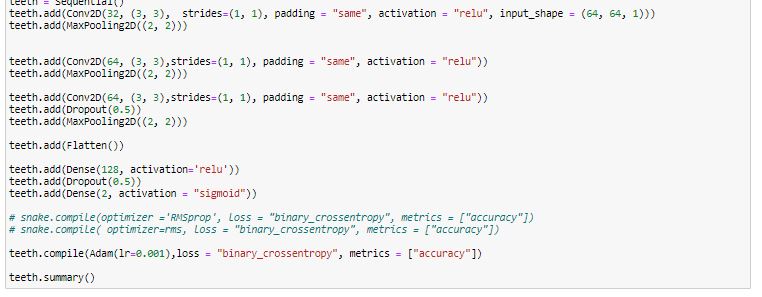 teeth = Sequential()
teeth.add(Conv2D(32, (3, 3),  strides=(1, 1), padding = "same", activation = "relu", input_shape = (64, 64, 1)))
teeth.add(MaxPooling2D((2, 2)))
teeth.add(Conv2D(64, (3, 3),strides=(1, 1), padding = "same", activation = "relu"))
teeth.add(MaxPooling2D((2, 2)))
teeth.add(Conv2D(64, (3, 3),strides=(1, 1), padding = "same", activation = "relu"))
teeth.add(Dropout(0.5))
teeth.add(MaxPooling2D((2, 2)))
teeth.add(Flatten())
teeth.add(Dense(128, activation='relu'))
teeth.add(Dropout(0.5))
teeth.add(Dense(2, activation = "sigmoid"))
# snake.compile(optimizer ='RMSprop', loss = "binary_crossentropy", metrics = ["accuracy"])
# snake.compile( optimizer=rms, loss = "binary_crossentropy", metrics = ["accuracy"])
teeth.compile(Adam(lr=0.001),loss = "binary_crossentropy", metrics = ["accuracy"])
teeth.summary()